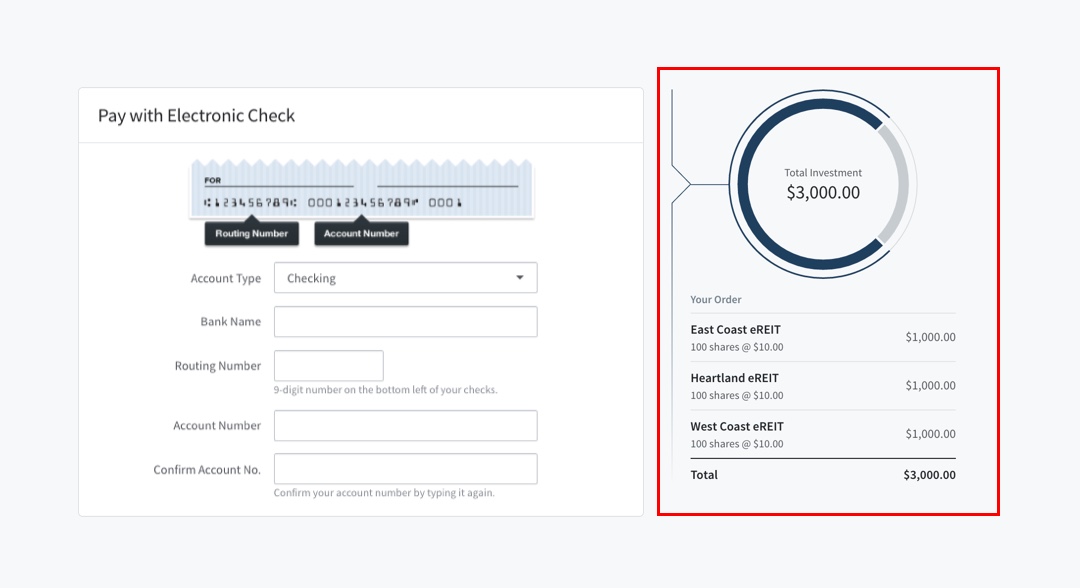 Pay with Electronic Check
FOR
⑆123456789⑆ 000123456789⑈ 0001
Routing Number
Account Number
Account Type
Checking
Bank Name
Routing Number
9-digit number on the bottom left of your checks.
Account Number
Confirm Account No.
Confirm your account number by typing it again.
Total Investment
$3,000.00
Your Order
East Coast eREIT
$1,000.00
100 shares @ $10.00
Heartland eREIT
$1,000.00
100 shares @ $10.00
West Coast eREIT
$1,000.00
100 shares @ $10.00
Total
$3,000.00